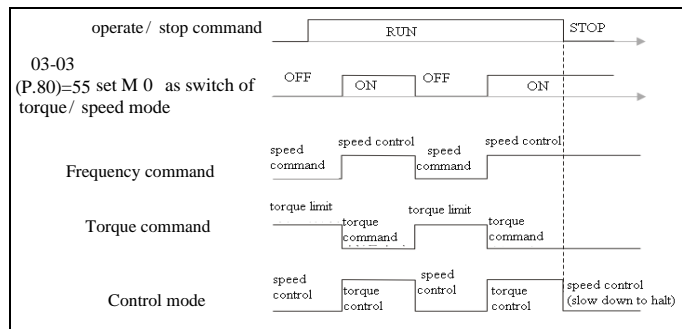 operate/ stop command
RUN
STOP
03-03
(P.80)=55 set M 0 as switch of
torque/ speed mode
OFF
ON
OFF
ON
Frequency command
speed
command
speed control
speed
command
speed control
Torque command
torque limit
torque
command
torque limit
torque
command
Control mode
speed
control
torque
control
speed
control
torque
control
speed control
(slow down to halt)